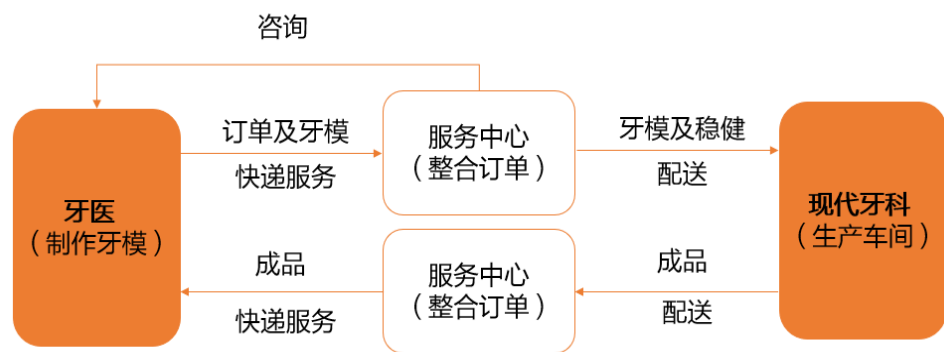 咨询
订单及牙模
快递服务
服务中心
（整合订单）
牙模及稳健
配送
牙医
（制作牙模）
现代牙科
（生产车间）
成品
快递服务
服务中心
（整合订单）
成品
配送